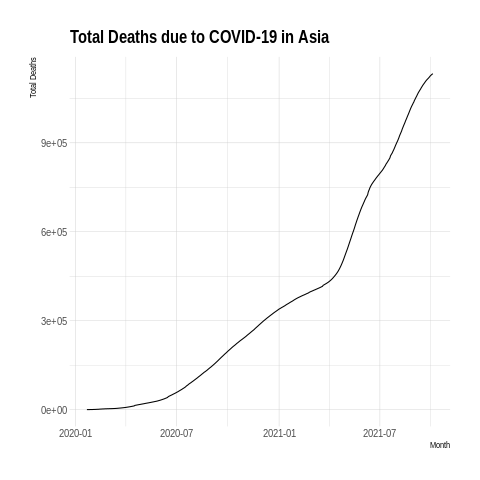 Total Deaths due to COVID-19 in Asia
Total Deaths
9e+05
6e+05
3e+05
0e+00
2020-01 2020-07 2021-01 2021-07
Month